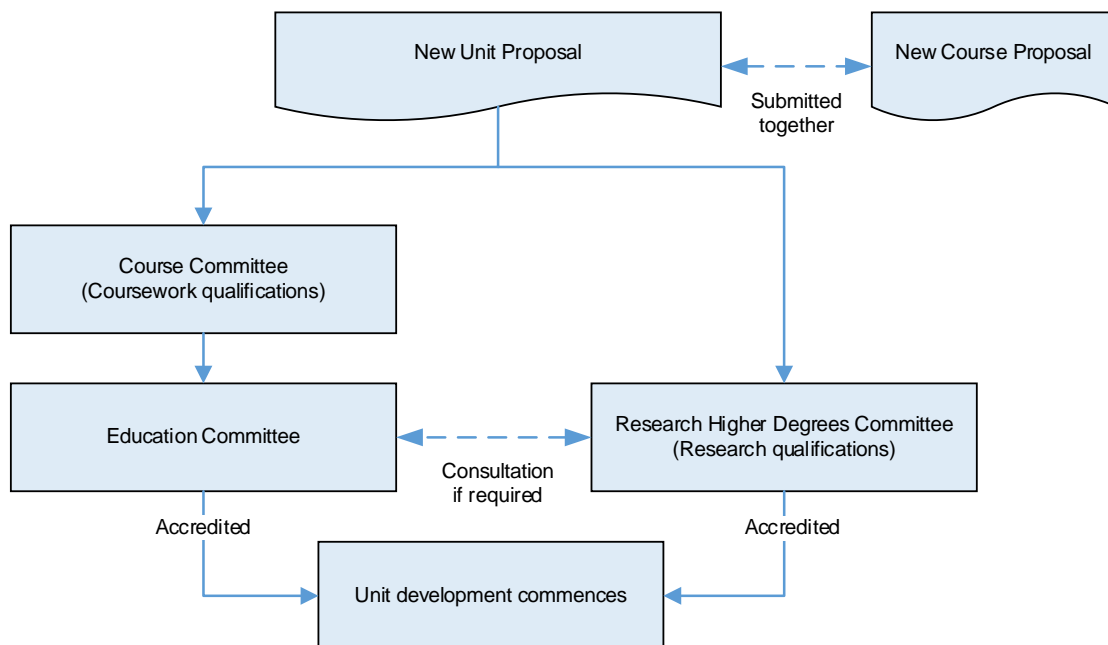 New Unit Proposal
New Course Proposal
Submitted
together
Course Committee
(Coursework qualifications)
Education Committee
Research Higher Degrees Committee
(Research qualifications)
Consultation
if required
Accredited
Accredited
Unit development commences